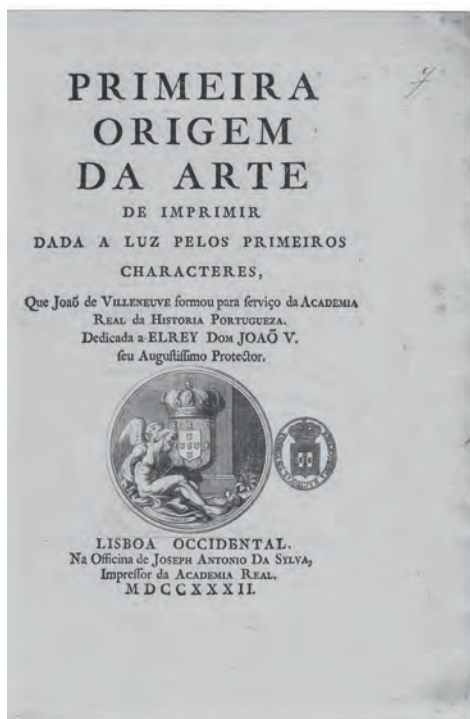 PRIMEIRA
ORIGEM
DA ARTE
DE IMPRIMIR
DADA A LUZ PELOS PRIMEIROS
CHARACTERES,
Que Joaõ de VILLENEUVE formou para ſerviço da ACADEMIA
REAL da HISTORIA PORTUGUEZA.
Dedicada a ELREY DOM JOAÕ V.
ſeu Auguſtiſſimo Protector.
LISBOA OCCIDENTAL.
Na Officina de JOSEPH ANTONIO DA SYLVA,
Impreſſor da ACADEMIA REAL.
MDCCXXXII.